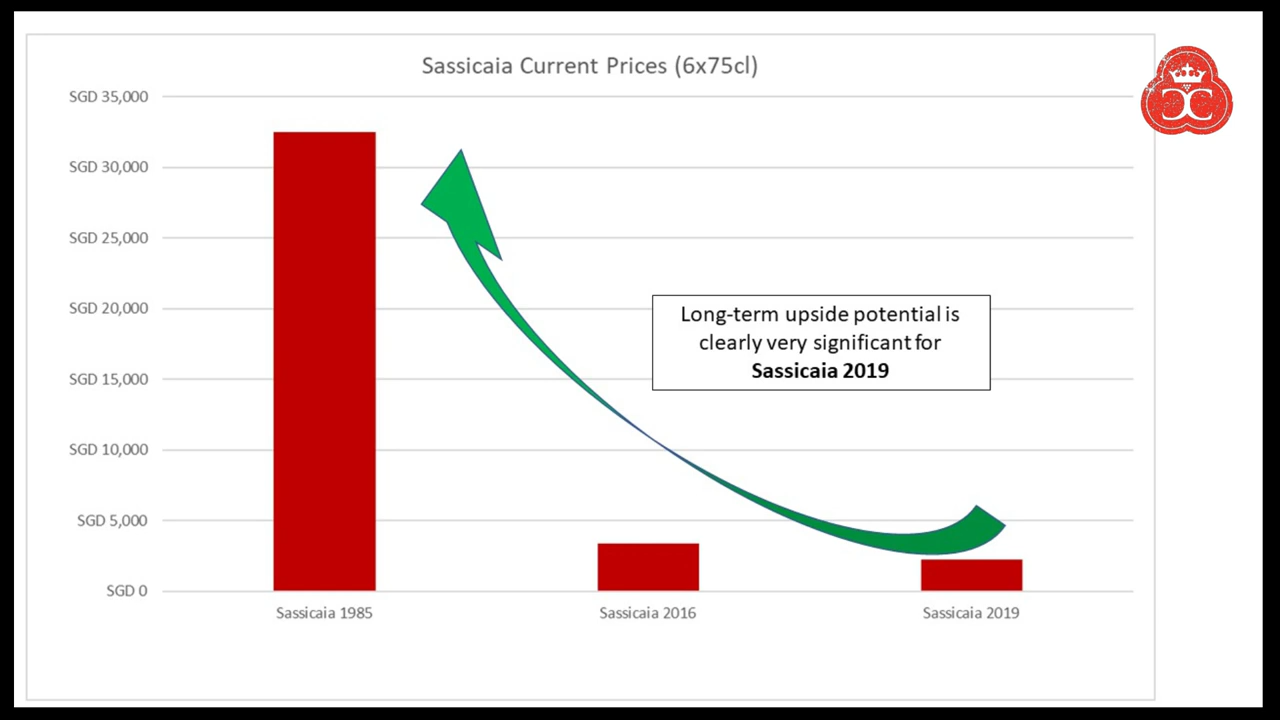 Sassicaia Current Prices (6x75cl)
SGD 35,000
SGD 30,000
SGD 25,000
SGD 20,000
SGD 15,000
SGD 10,000
SGD 5,000
SGD 0
Long-term upside potential is
clearly very significant for
Sassicaia 2019
Sassicaia 1985
Sassicaia 2016
Sassicaia 2019